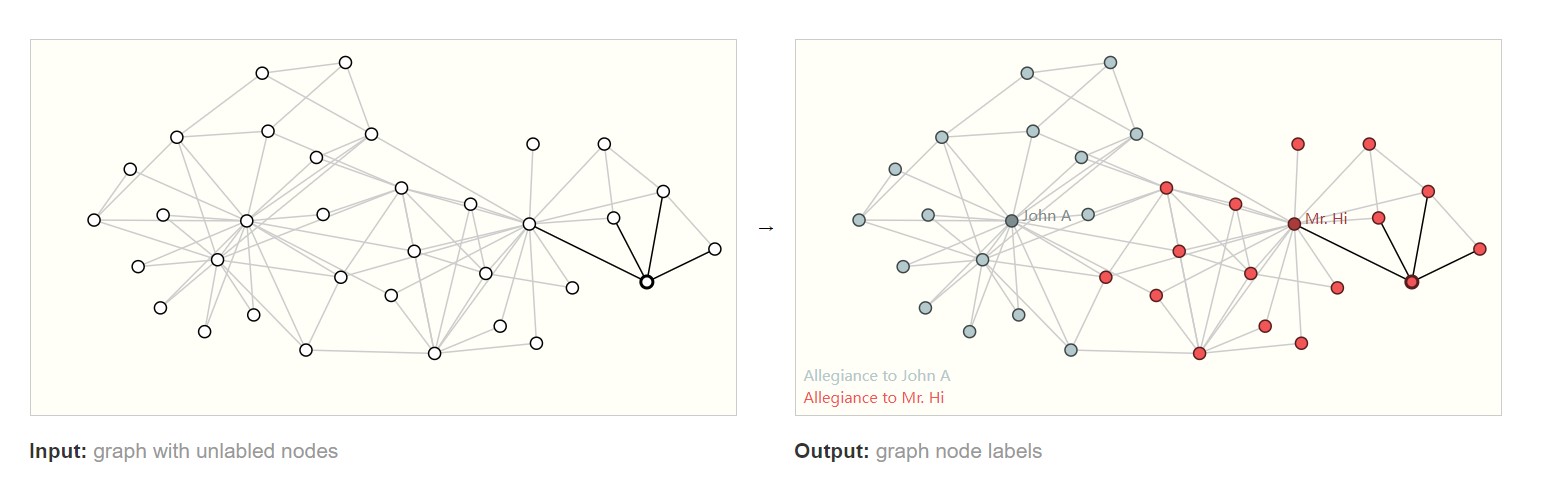 →
John A
Mr. Hi
Allegiance to John A
Allegiance to Mr. Hi
Input: graph with unlabled nodes
Output: graph node labels